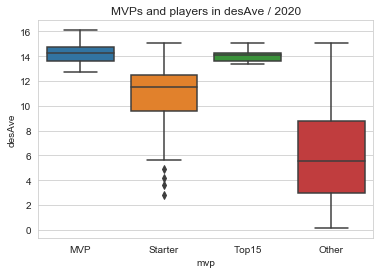 MVPs and players in desAve / 2020
16
14
12
10
8
6
4
2
0
desAve
MVP Starter Top15 Other
mvp